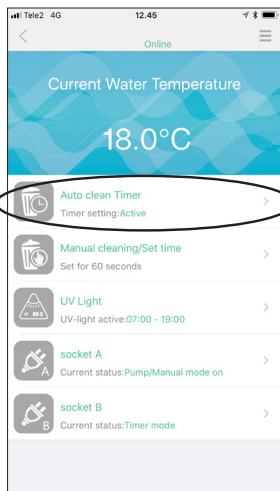 Tele2 4G 12.45
Online
Current Water Temperature
18.0°C
Auto clean Timer
Timer setting:Active
Manual cleaning/Set time
Set for 60 seconds
UV Light
UV-light active:07:00 - 19:00
socket A
A
Current status:Pump/Manual mode on
socket B
B
Current status:Timer mode